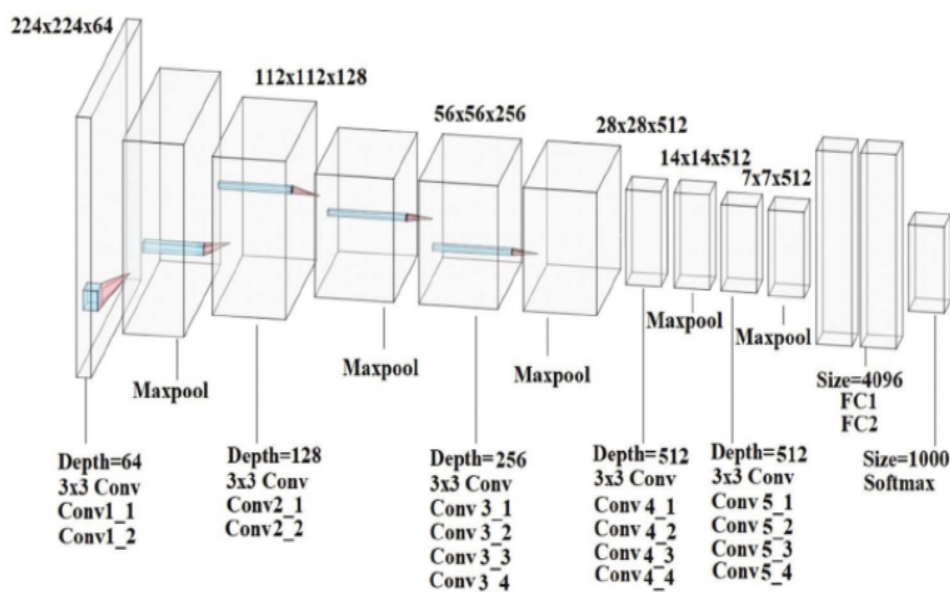 224x224x64
112x112x128
56x56x256
28x28x512
14x14x512
7x7x512
Maxpool
Maxpool
Maxpool
Maxpool
Maxpool
Depth=64
3x3 Conv
Conv1_1
Conv1_2
Depth=128
3x3 Conv
Conv2_1
Conv2_2
Depth=256
3x3 Conv
Conv 3_1
Conv 3_2
Conv 3_3
Conv 3_4
Depth=512
3x3 Conv
Conv 4_1
Conv 4_2
Conv 4_3
Conv 4_4
Depth=512
3x3 Conv
Conv 5_1
Conv 5_2
Conv 5_3
Conv 5_4
Size=4096
FC1
FC2
Size=1000
Softmax